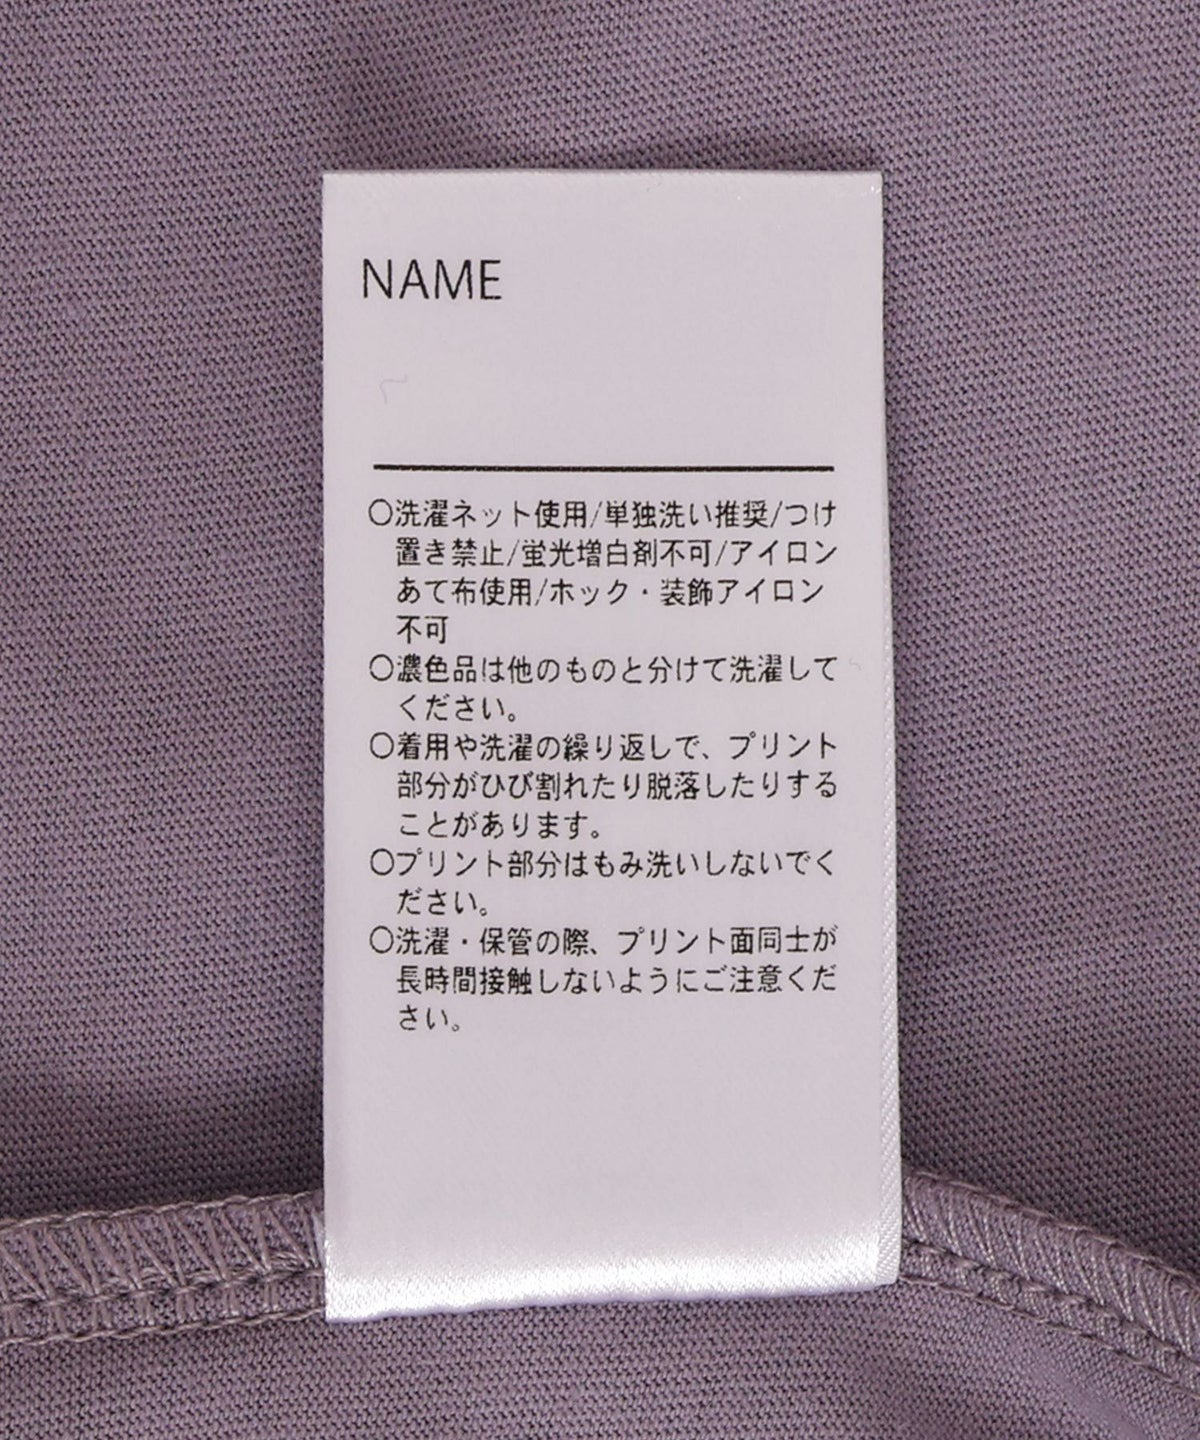 NAME
〇洗濯ネット使用/単独洗い推奨/つけ
置き禁止/蛍光増白剤不可/アイロン
あて布使用/ホック・装飾アイロン
不可
〇濃色品は他のものと分けて洗濯して
ください。
〇着用や洗濯の繰り返しで、プリント
部分がひび割れたり脱落したりする
ことがあります。
〇プリント部分はもみ洗いしないでく
ださい。
〇洗濯・保管の際、プリント面同士が
長時間接触しないようにご注意くだ
さい。